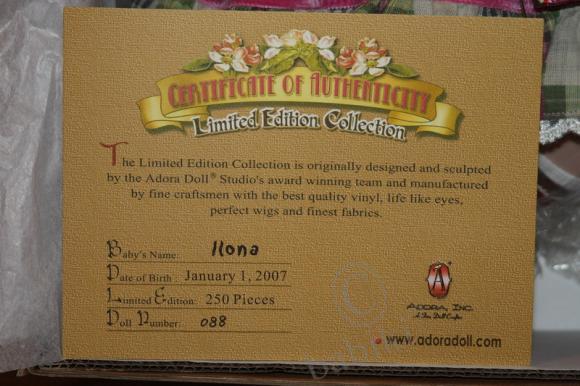 CERTIFICATE OF AUTHENTICITY
Limited Edition Collection
The Limited Edition Collection is originally designed and sculpted
by the Adora Doll® Studio's award winning team and manufactured
by fine craftsmen with the best quality vinyl, life like eyes,
perfect wigs and finest fabrics.
Baby's Name: Ilona
Date of Birth : January 1, 2007
Limited Edition: 250 Pieces
Doll Number: 088
A
ADORA, INC.
www.adoradoll.com